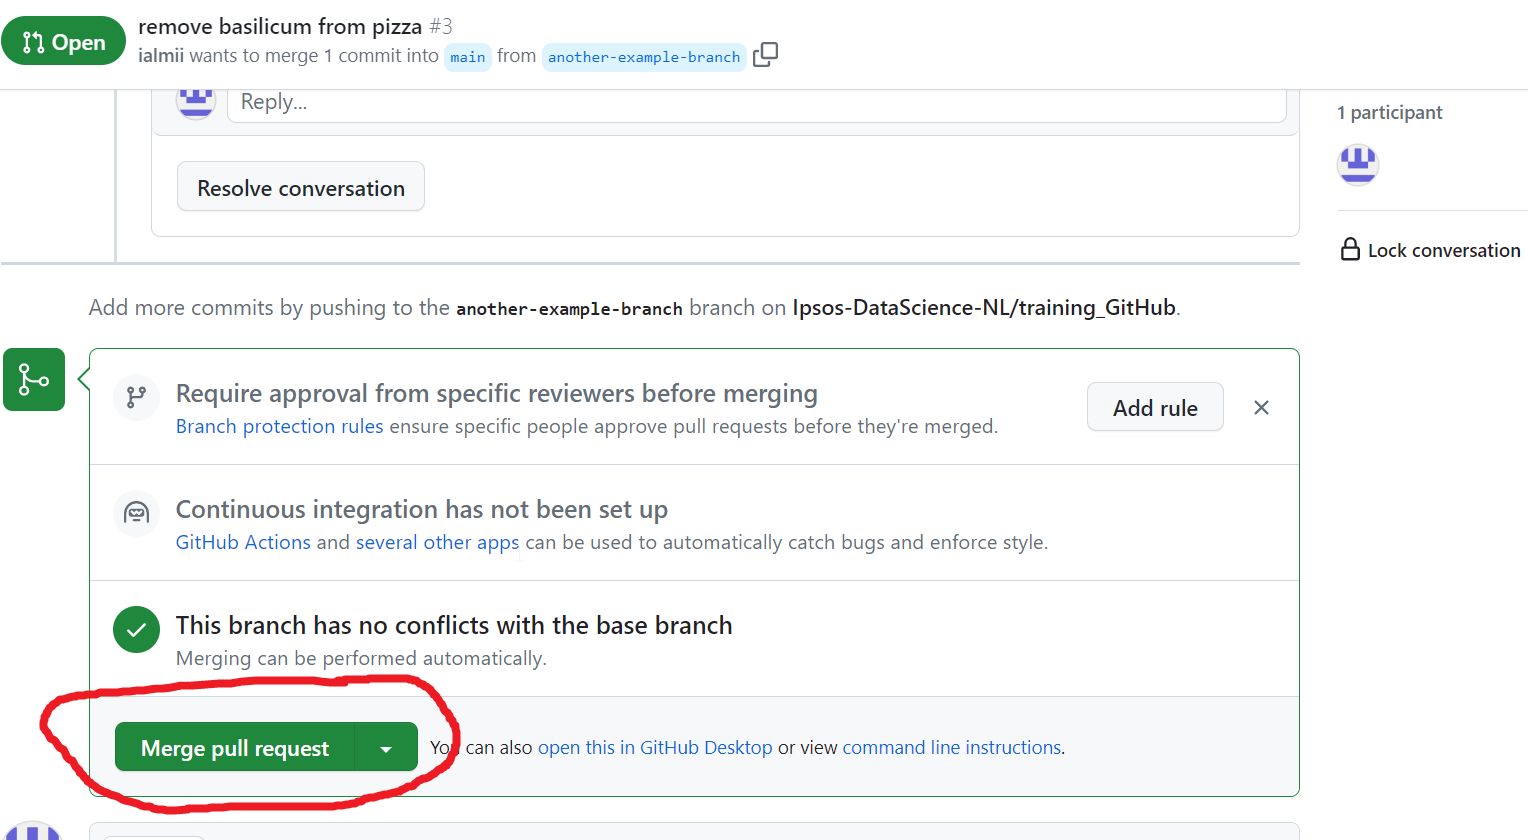 Open
remove basilicum from pizza #3
ialmii wants to merge 1 commit into main from another-example-branch
Reply...
1 participant
Resolve conversation
Lock conversation
Add more commits by pushing to the another-example-branch branch on Ipsos-DataScience-NL/training_GitHub.
Require approval from specific reviewers before merging
Branch protection rules ensure specific people approve pull requests before they're merged.
Add rule
Continuous integration has not been set up
GitHub Actions and several other apps can be used to automatically catch bugs and enforce style.
This branch has no conflicts with the base branch
Merging can be performed automatically.
Merge pull request
You can also open this in GitHub Desktop or view command line instructions.